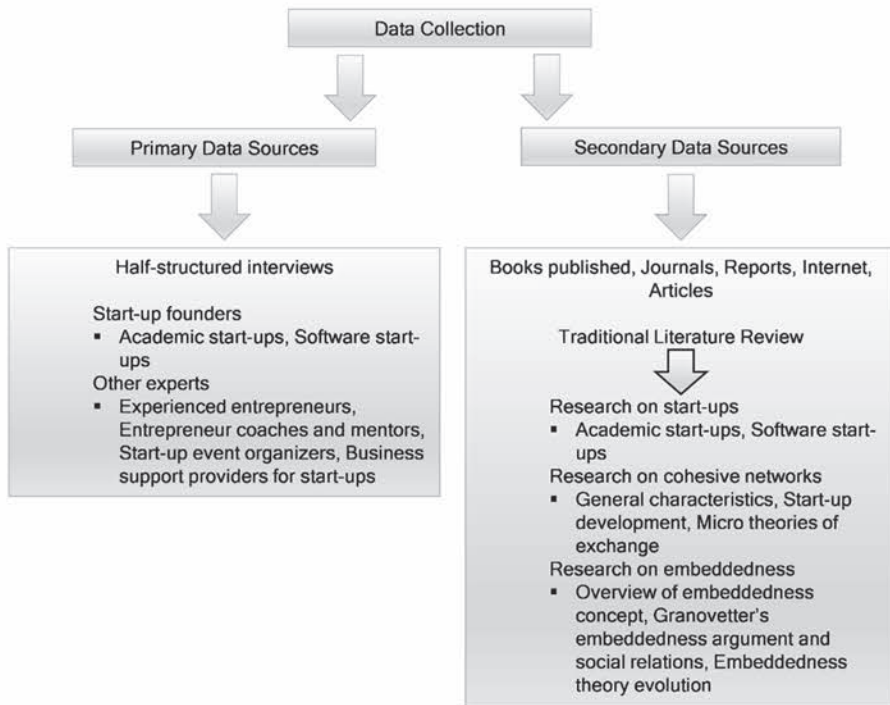 Data Collection
Primary Data Sources
Secondary Data Sources
Half-structured interviews
Start-up founders
▪ Academic start-ups, Software start-
ups
Other experts
▪ Experienced entrepreneurs,
Entrepreneur coaches and mentors,
Start-up event organizers, Business
support providers for start-ups
Books published, Journals, Reports, Internet,
Articles
Traditional Literature Review
Research on start-ups
▪ Academic start-ups, Software start-
ups
Research on cohesive networks
▪ General characteristics, Start-up
development, Micro theories of
exchange
Research on embeddedness
▪ Overview of embeddedness
concept, Granovetter's
embeddedness argument and
social relations, Embeddedness
theory evolution